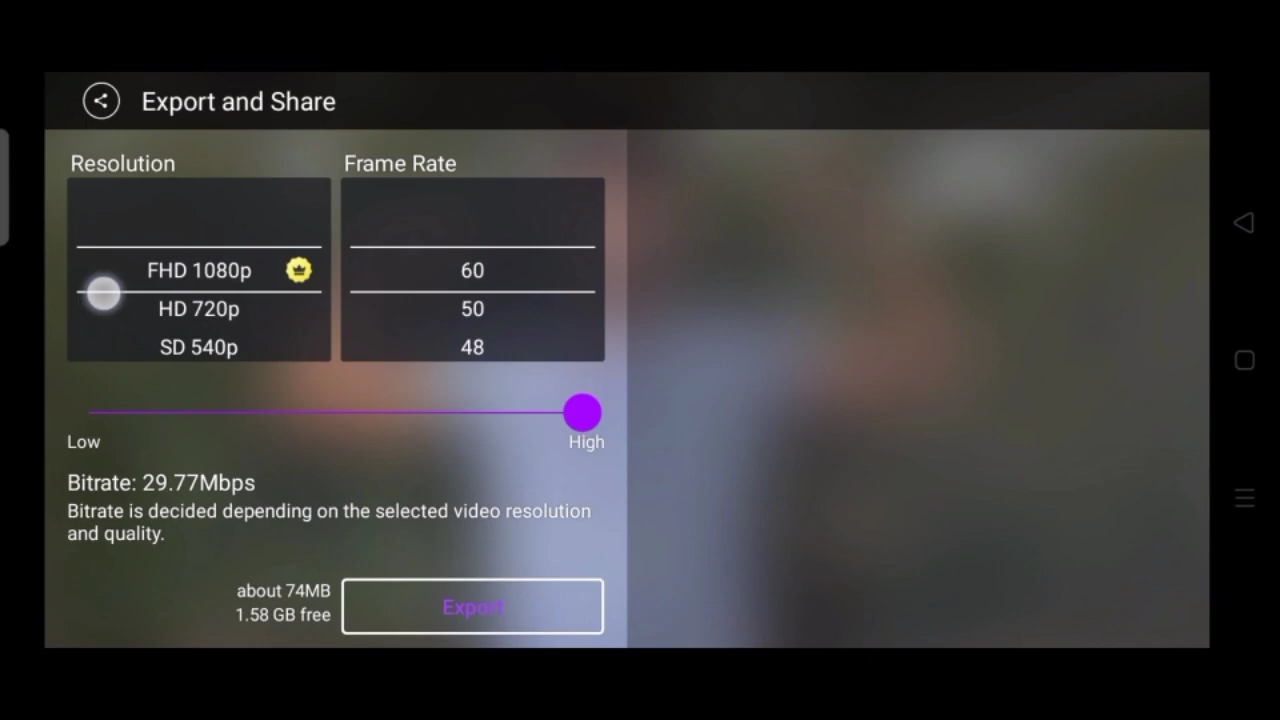 Export and Share
Resolution
Frame Rate
FHD 1080p
60
HD 720p
50
SD 540p
48
Low
High
Bitrate: 29.77Mbps
Bitrate is decided depending on the selected video resolution
and quality.
about 74MB
1.58 GB free
Export